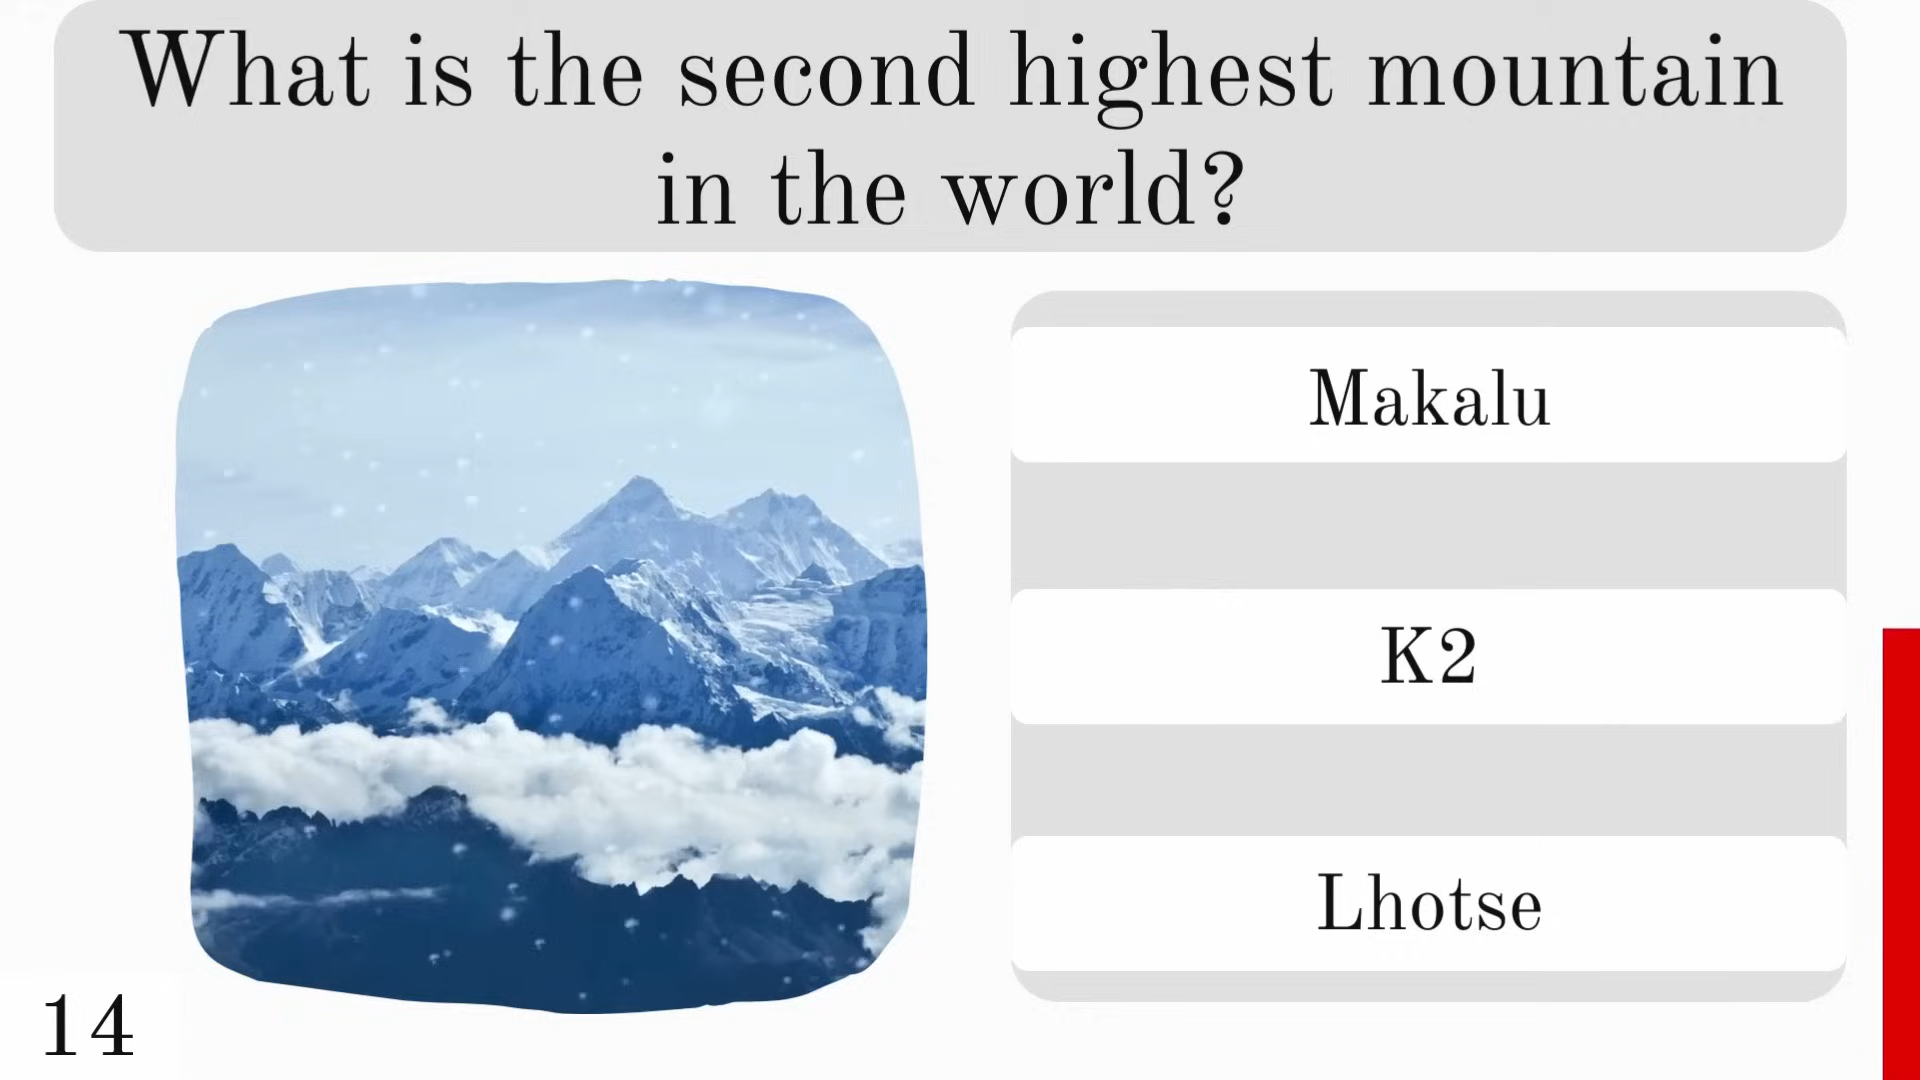 What is the second highest mountain
in the world?
Makalu
K2
Lhotse
14